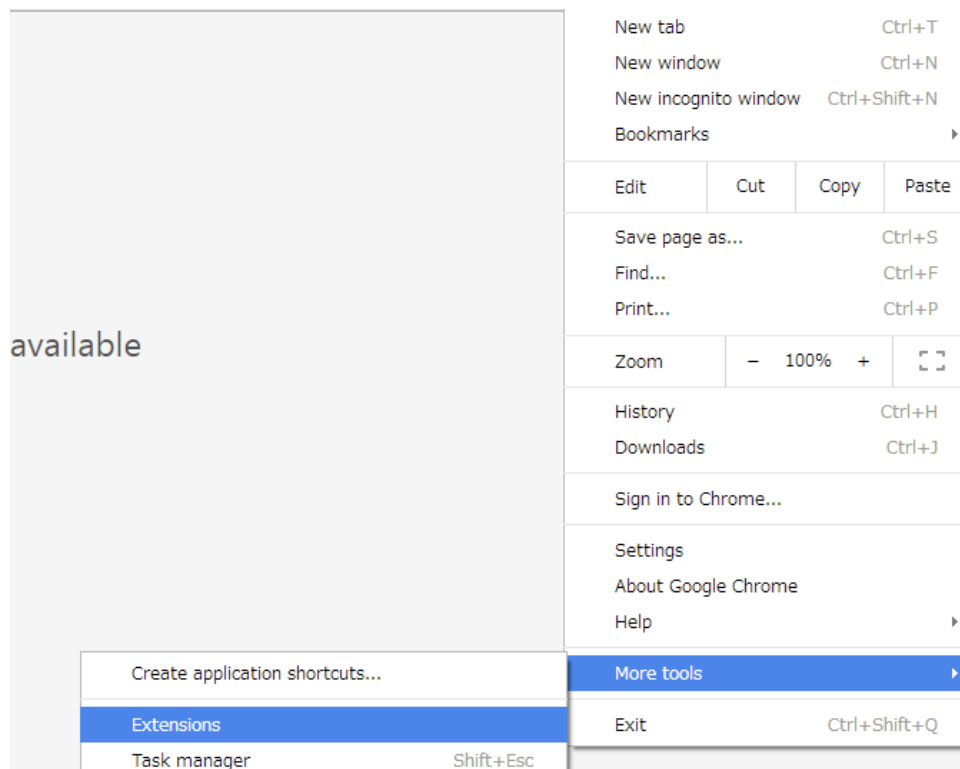 New tab Ctrl+T
New window Ctrl+N
New incognito window Ctrl+Shift+N
Bookmarks
Edit Cut Copy Paste
Save page as... Ctrl+S
Find... Ctrl+F
Print... Ctrl+P
available
Zoom − 100% +
History Ctrl+H
Downloads Ctrl+J
Sign in to Chrome...
Settings
About Google Chrome
Help
More tools
Exit Ctrl+Shift+Q
Create application shortcuts...
Extensions
Task manager Shift+Esc